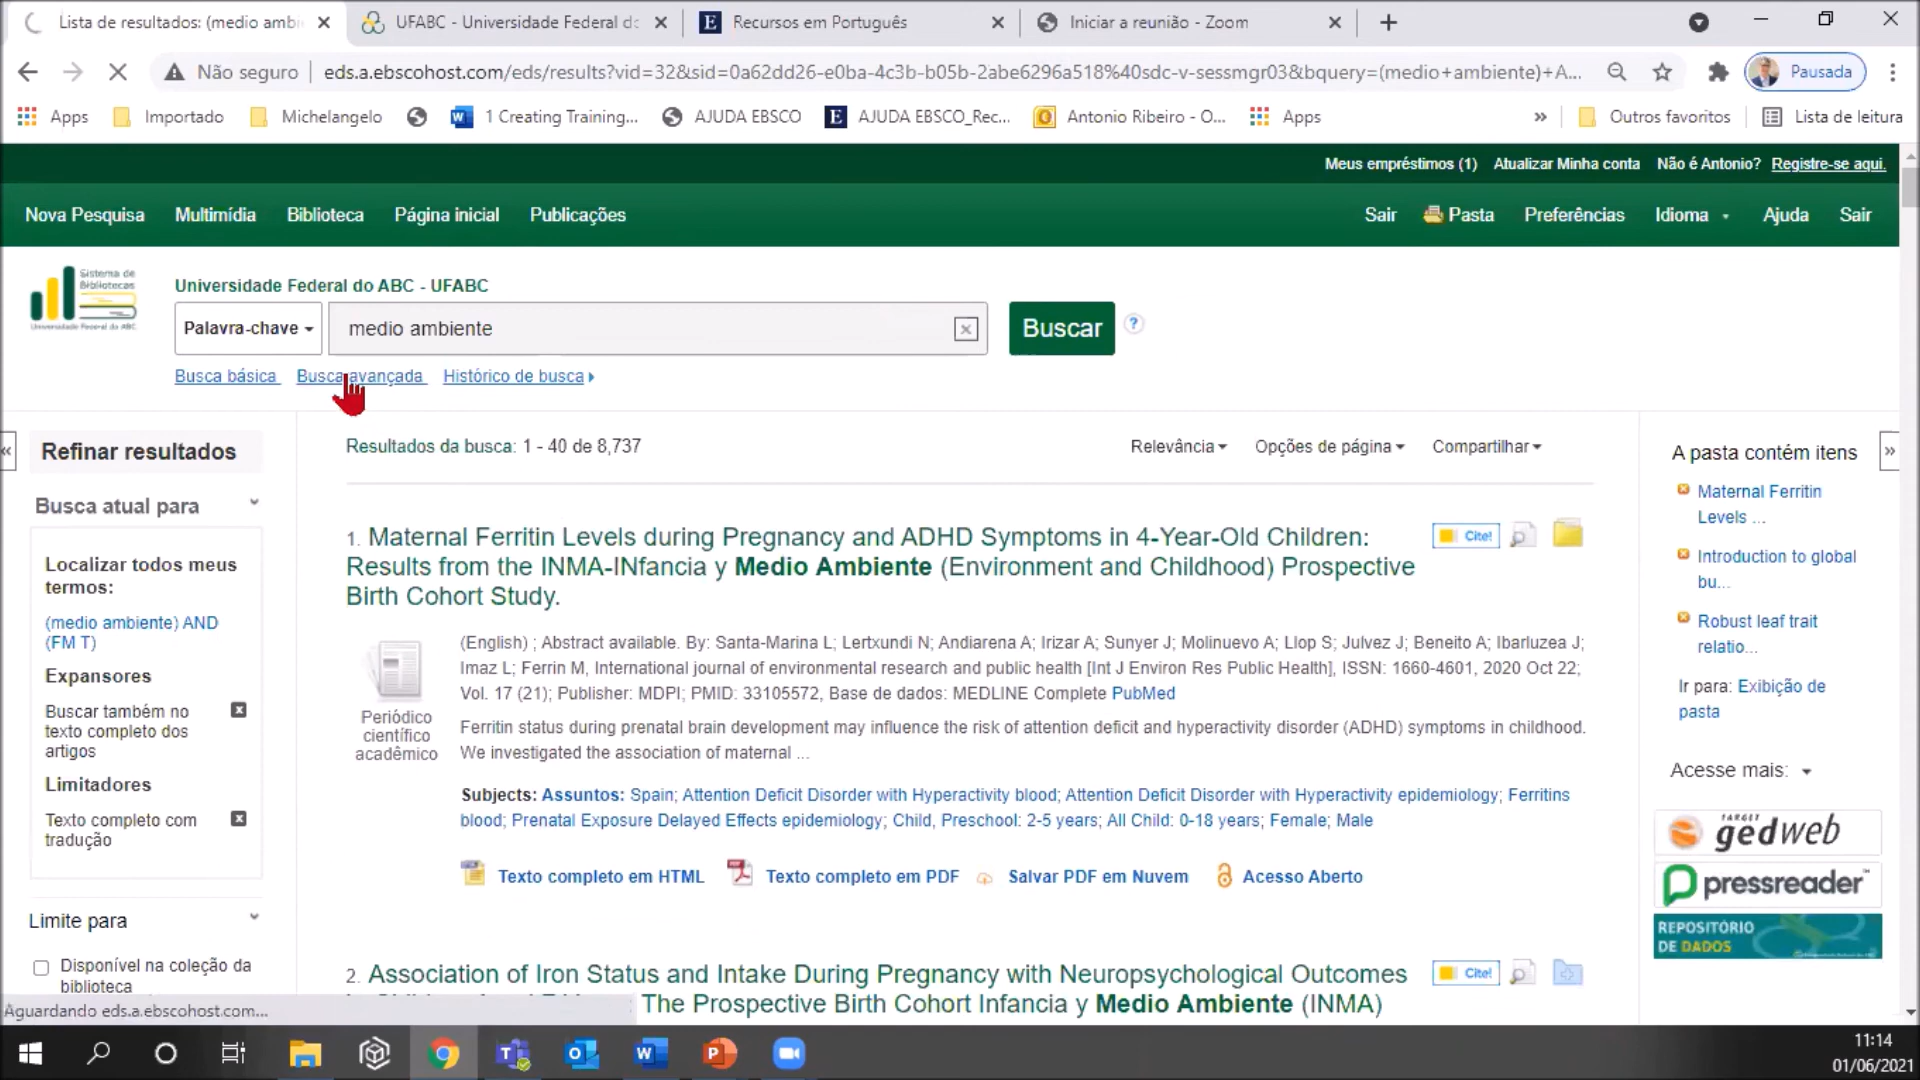 Lista de resultados: (medio ambi
UFABC - Universidade Federal do
Recursos em Português
Iniciar a reunião - Zoom
Não seguro
eds.a.ebscohost.com/eds/results?vid=32&sid=0a62dd26-e0ba-4c3b-b05b-2abe6296a518%40sdc-v-sessmgr03&bquery=(medio+ambiente)+A...
Pausada
Apps
Importado
Michelangelo
1 Creating Training...
AJUDA EBSCO
AJUDA EBSCO_Rec...
Antonio Ribeiro - O...
Apps
»
Outros favoritos
Lista de leitura
Meus empréstimos (1) Atualizar Minha conta Não é Antonio? Registre-se aqui.
Nova Pesquisa Multimídia Biblioteca Página inicial Publicações
Sair Pasta Preferências Idioma Ajuda Sair
Sistema de
Bibliotecas
Universidade Federal do ABC
Universidade Federal do ABC - UFABC
Palavra-chave
medio ambiente
Buscar
?
Busca básica Busca avançada Histórico de busca
Refinar resultados
Busca atual para
Localizar todos meus
termos:
(medio ambiente) AND
(FM T)
Expansores
Buscar também no
texto completo dos
artigos
Limitadores
Texto completo com
tradução
Limite para
Disponível na coleção da
biblioteca
Resultados da busca: 1 - 40 de 8,737
Relevância Opções de página Compartilhar
1. Maternal Ferritin Levels during Pregnancy and ADHD Symptoms in 4-Year-Old Children:
Results from the INMA-INfancia y Medio Ambiente (Environment and Childhood) Prospective
Birth Cohort Study.
Cite!
Periódico
científico
acadêmico
(English) ; Abstract available. By: Santa-Marina L; Lertxundi N; Andiarena A; Irizar A; Sunyer J; Molinuevo A; Llop S; Julvez J; Beneito A; Ibarluzea J;
Imaz L; Ferrin M, International journal of environmental research and public health [Int J Environ Res Public Health], ISSN: 1660-4601, 2020 Oct 22;
Vol. 17 (21); Publisher: MDPI; PMID: 33105572, Base de dados: MEDLINE Complete PubMed
Ferritin status during prenatal brain development may influence the risk of attention deficit and hyperactivity disorder (ADHD) symptoms in childhood.
We investigated the association of maternal ...
Subjects: Assuntos: Spain; Attention Deficit Disorder with Hyperactivity blood; Attention Deficit Disorder with Hyperactivity epidemiology; Ferritins
blood; Prenatal Exposure Delayed Effects epidemiology; Child, Preschool: 2-5 years; All Child: 0-18 years; Female; Male
Texto completo em HTML Texto completo em PDF Salvar PDF em Nuvem Acesso Aberto
2. Association of Iron Status and Intake During Pregnancy with Neuropsychological Outcomes
The Prospective Birth Cohort Infancia y Medio Ambiente (INMA)
Cite!
A pasta contém itens
Maternal Ferritin
Levels ...
Introduction to global
bu...
Robust leaf trait
relatio...
Ir para: Exibição de
pasta
Acesse mais:
TARGET
gedweb
pressreader
REPOSITÓRIO
DE DADOS
Aguardando eds.a.ebscohost.com...
11:14
01/06/2021